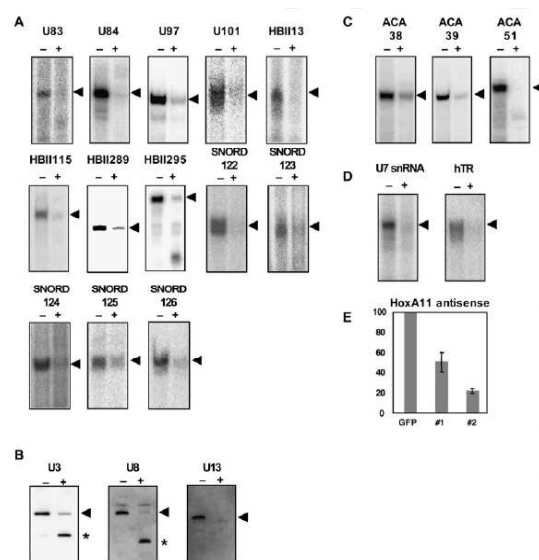 A
U83 U84 U97 U101 HBII13
– + – + – + – + – +
HBII115 HBII289 HBII295 SNORD 122 SNORD 123
– + – + – + – + – +
SNORD 124 SNORD 125 SNORD 126
– + – + – +
B
U3 U8 U13
– + – + – +
*
*
C
ACA 38 ACA 39 ACA 51
– + – + – +
D
U7 snRNA hTR
– + – +
E
HoxA11 antisense
100
80
60
40
20
0
GFP #1 #2